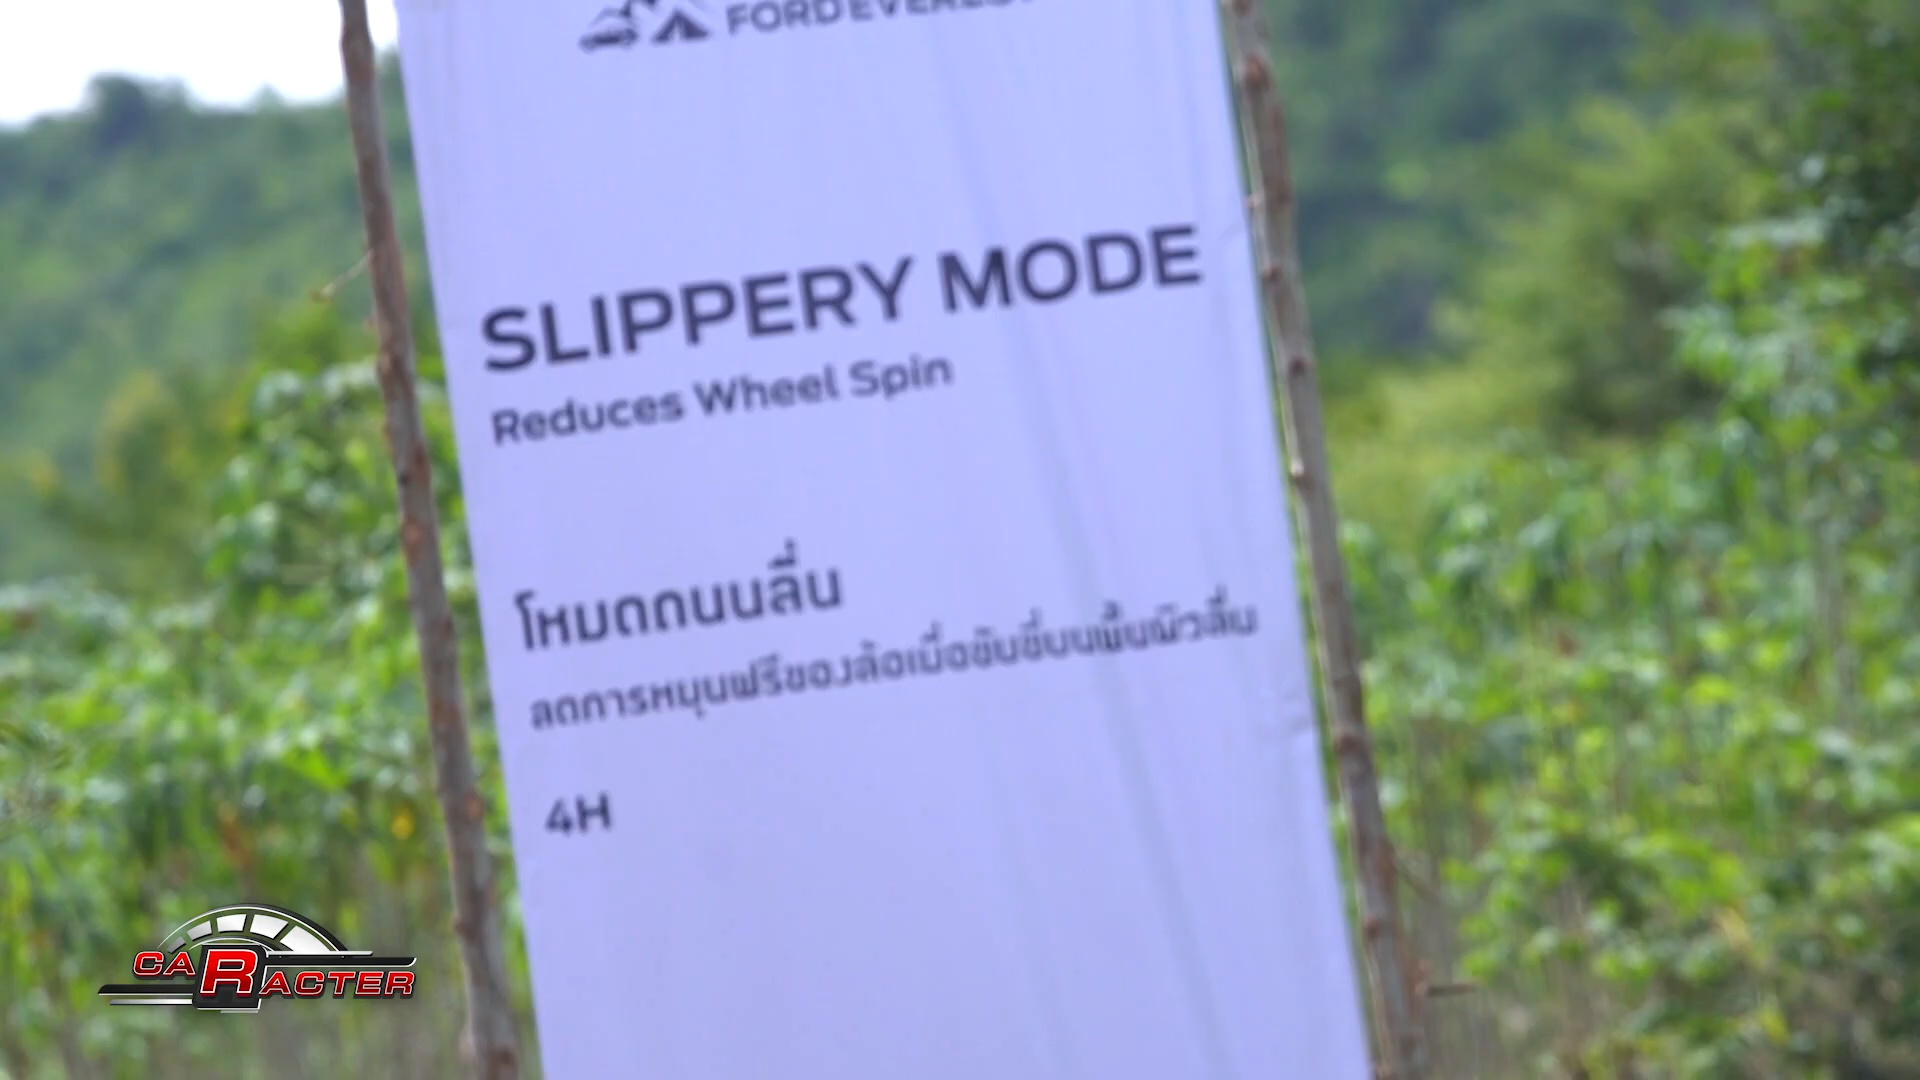 FORD EVEREST
SLIPPERY MODE
Reduces Wheel Spin
โหมดถนนลื่น
ลดการหมุนฟรีของล้อเมื่อขับขี่บนพื้นผิวลื่น
4H
CARACTER